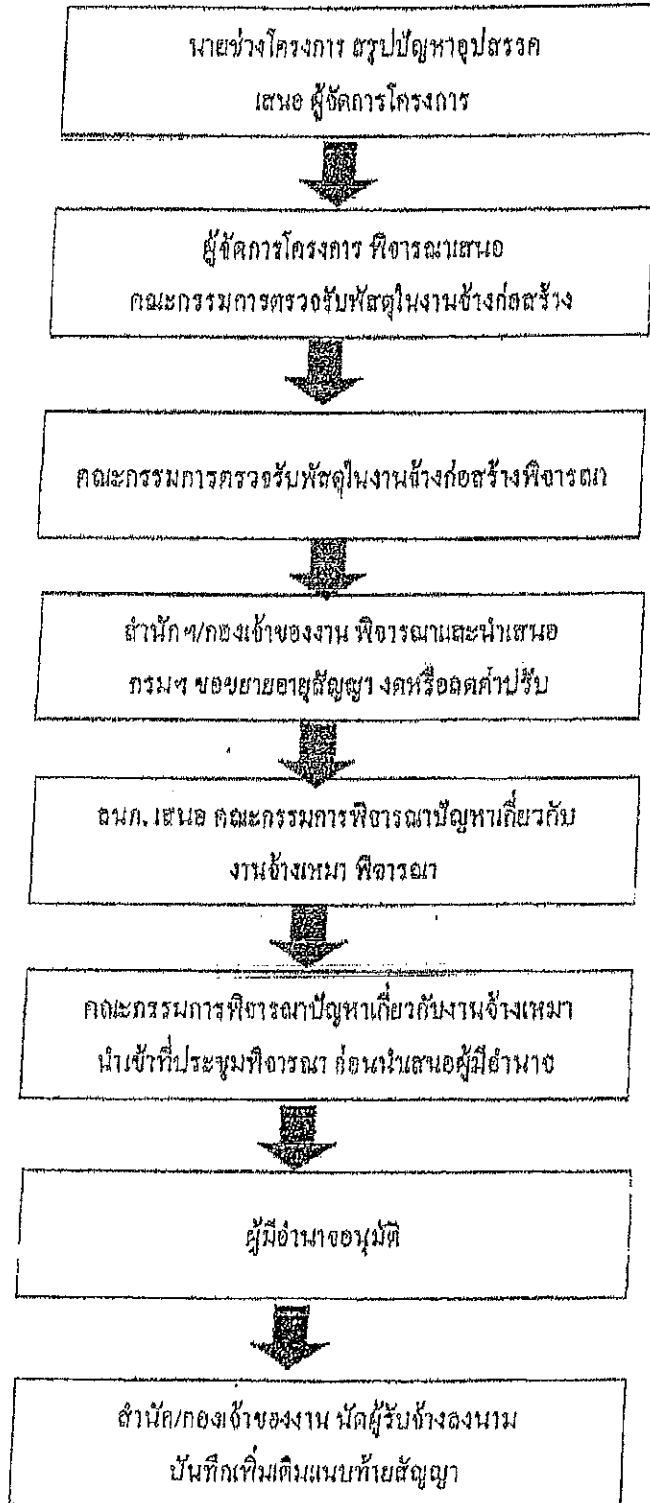 นายช่างโครงการ สรุปปัญหาอุปสรรค
เสนอ ผู้จัดการโครงการ
ผู้จัดการโครงการ พิจารณาเสนอ
คณะกรรมการตรวจรับพัสดุในงานจ้างก่อสร้าง
คณะกรรมการตรวจรับพัสดุในงานจ้างก่อสร้างพิจารณา
สำนักฯ/กองเจ้าของงาน พิจารณาและนำเสนอ
กรมฯ ขอขยายอายุสัญญา งดหรือลดค่าปรับ
ลนก. เสนอ คณะกรรมการพิจารณาปัญหาเกี่ยวกับ
งานจ้างเหมา พิจารณา
คณะกรรมการพิจารณาปัญหาเกี่ยวกับงานจ้างเหมา
นำเข้าที่ประชุมพิจารณา ก่อนนำเสนอผู้มีอำนาจ
ผู้มีอำนาจอนุมัติ
สำนัก/กองเจ้าของงาน นัดผู้รับจ้างลงนาม
บันทึกเพิ่มเติมแนบท้ายสัญญา